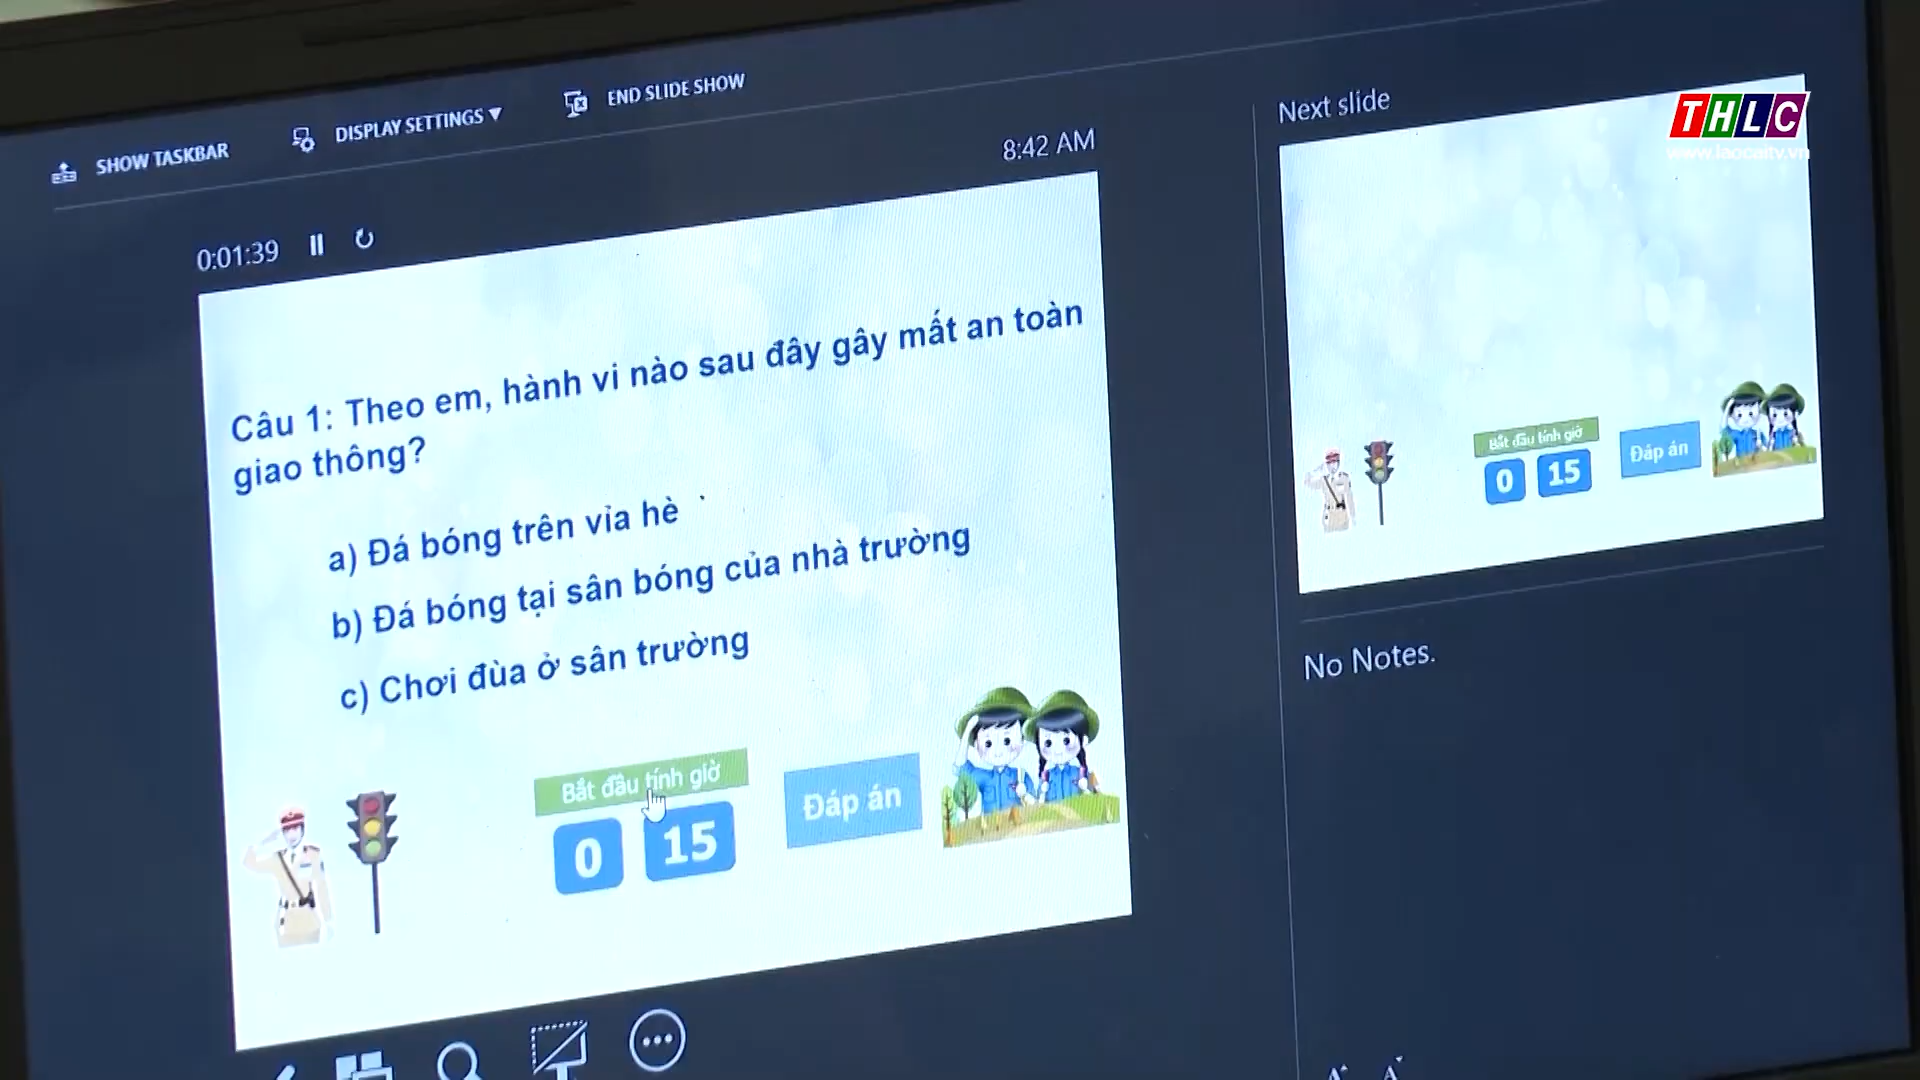 SHOW TASKBAR
DISPLAY SETTINGS ▼
END SLIDE SHOW
0:01:39
8:42 AM
Câu 1: Theo em, hành vi nào sau đây gây mất an toàn
giao thông?
a) Đá bóng trên vỉa hè
b) Đá bóng tại sân bóng của nhà trường
c) Chơi đùa ở sân trường
Bắt đầu tính giờ
0 15
Đáp án
Next slide
THLC
www.laocaitv.vn
Bắt đầu tính giờ
0 15
Đáp án
No Notes.